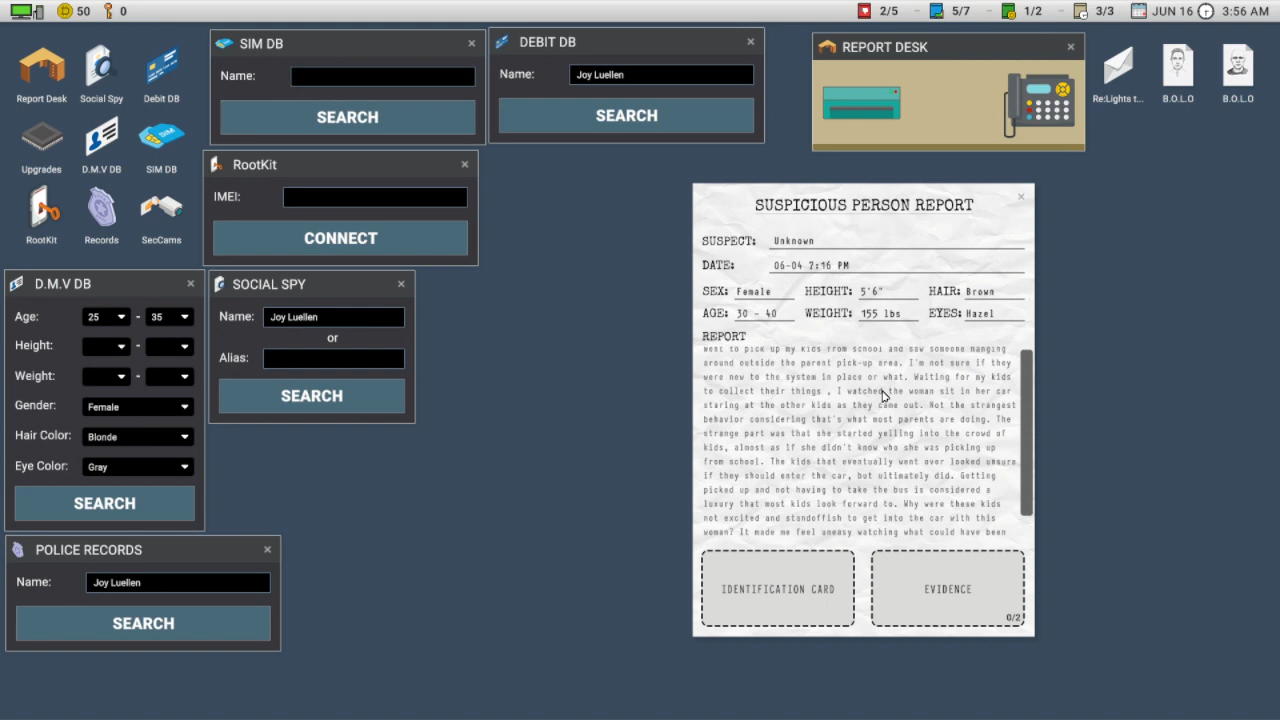 50
0
2/5
5/7
1/2
3/3
JUN 16
3:56 AM
Report Desk
Social Spy
Debit DB
Upgrades
D.M.V DB
SIM DB
RootKit
Records
SecCams
SIM DB
Name:
SEARCH
DEBIT DB
Name: Joy Luellen
SEARCH
REPORT DESK
Re:Lights t...
B.O.L.O
B.O.L.O
RootKit
IMEI:
CONNECT
D.M.V DB
Age: 25 - 35
Height: -
Weight: -
Gender: Female
Hair Color: Blonde
Eye Color: Gray
SEARCH
SOCIAL SPY
Name: Joy Luellen
or
Alias:
SEARCH
POLICE RECORDS
Name: Joy Luellen
SEARCH
SUSPICIOUS PERSON REPORT
SUSPECT: Unknown
DATE: 06-04 7:16 PM
SEX: Female HEIGHT: 5'6" HAIR: Brown
AGE: 30 - 40 WEIGHT: 155 lbs EYES: Hazel
REPORT
went to pick up my kids from school and saw someone hanging
around outside the parent pick-up area. I'm not sure if they
were new to the system in place or what. Waiting for my kids
to collect their things , I watched the woman sit in her car
staring at the other kids as they came out. Not the strangest
behavior considering that's what most parents are doing. The
strange part was that she started yelling into the crowd of
kids, almost as if she didn't know who she was picking up
from school. The kids that eventually went over looked unsure
if they should enter the car, but ultimately did. Getting
picked up and not having to take the bus is considered a
luxury that most kids look forward to. Why were these kids
not excited and standoffish to get into the car with this
woman? It made me feel uneasy watching what could have been
IDENTIFICATION CARD
EVIDENCE
0/2